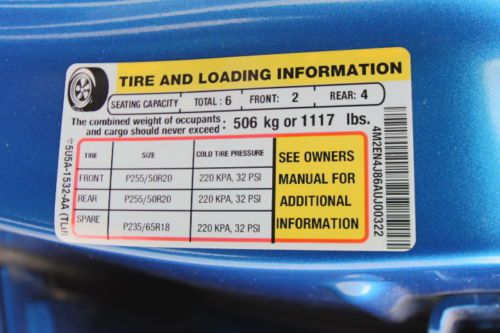 TIRE AND LOADING INFORMATION
SEATING CAPACITY TOTAL : 6 FRONT: 2 REAR: 4
The combined weight of occupants and cargo should never exceed : 506 kg or 1117 lbs.
TIRE SIZE COLD TIRE PRESSURE
FRONT P255/50R20 220 KPA, 32 PSI
REAR P255/50R20 220 KPA, 32 PSI
SPARE P235/65R18 220 KPA, 32 PSI
SEE OWNERS
MANUAL FOR
ADDITIONAL
INFORMATION
5U5A-1532-AA
4M2EN4J86AUJ00322